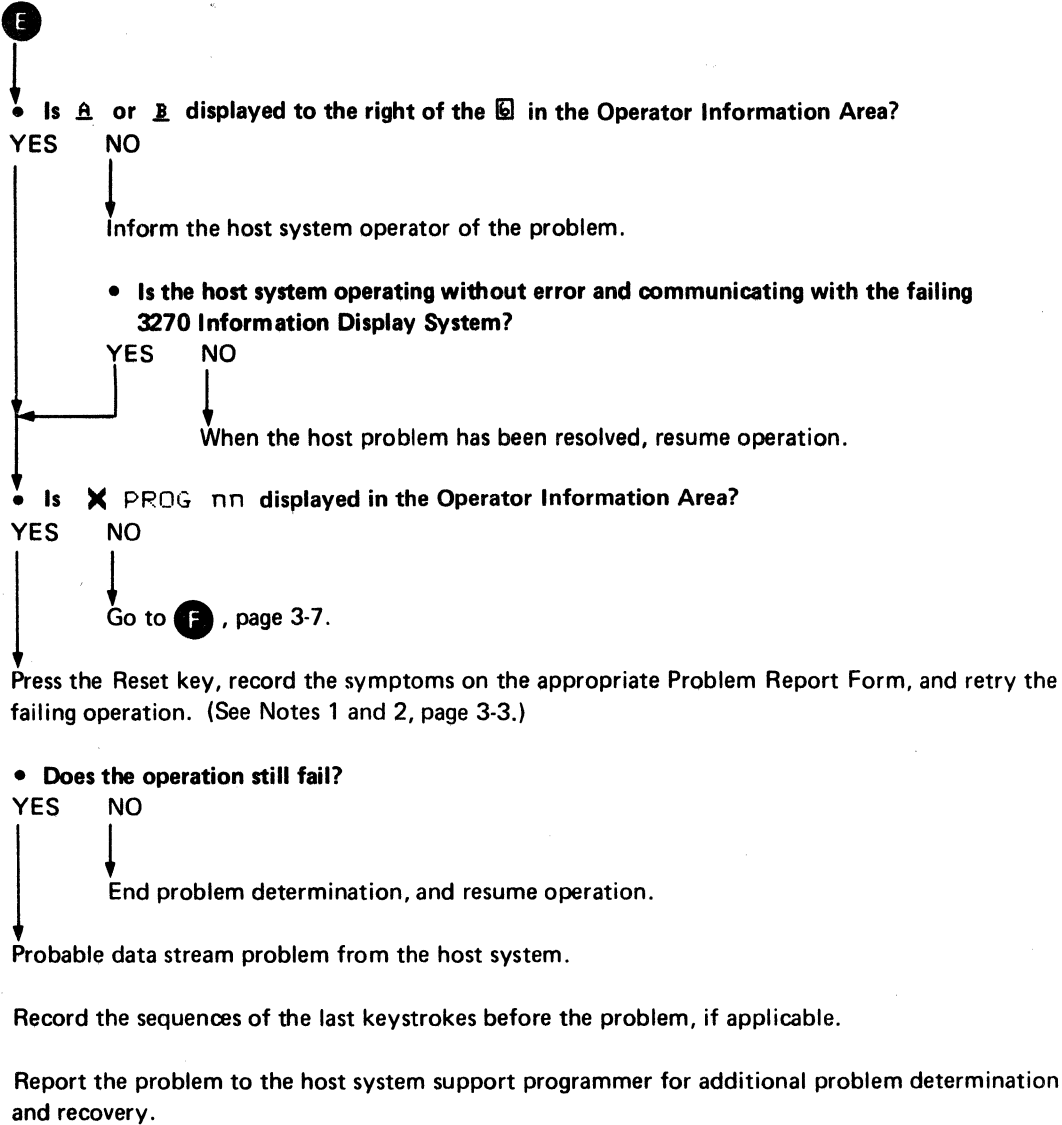 E
• Is A or B displayed to the right of the 6 in the Operator Information Area?
YES NO
Inform the host system operator of the problem.
• Is the host system operating without error and communicating with the failing
3270 Information Display System?
YES NO
When the host problem has been resolved, resume operation.
• Is X PROG nn displayed in the Operator Information Area?
YES NO
Go to F , page 3-7.
Press the Reset key, record the symptoms on the appropriate Problem Report Form, and retry the
failing operation. (See Notes 1 and 2, page 3-3.)
• Does the operation still fail?
YES NO
End problem determination, and resume operation.
Probable data stream problem from the host system.
Record the sequences of the last keystrokes before the problem, if applicable.
Report the problem to the host system support programmer for additional problem determination
and recovery.